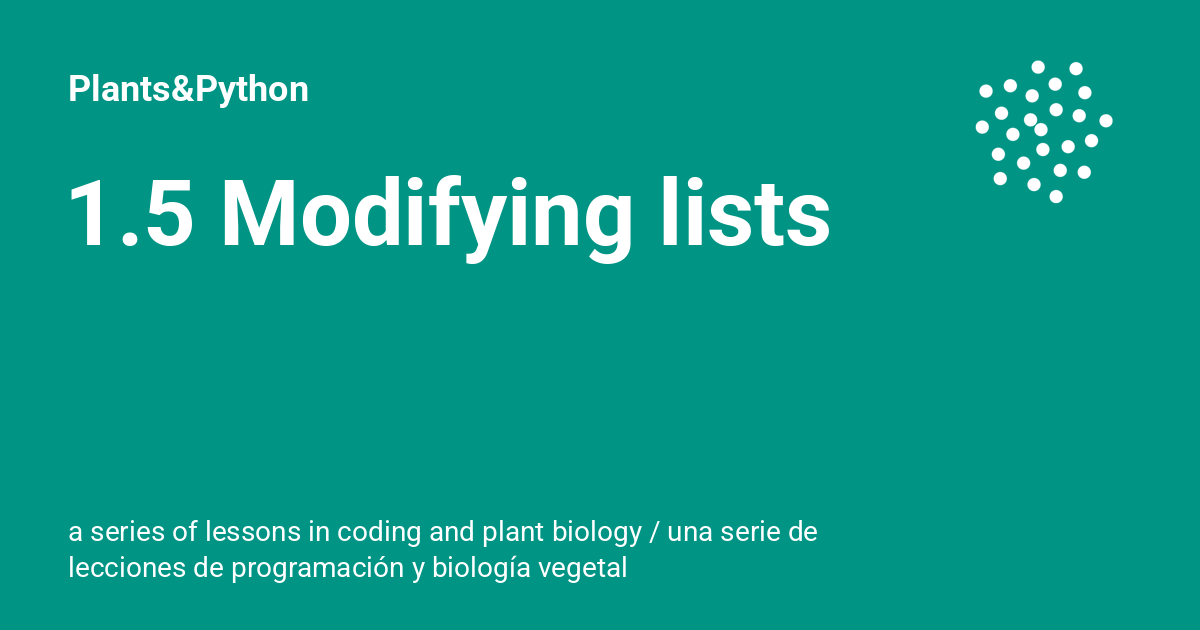 Plants&Python
1.5 Modifying lists
a series of lessons in coding and plant biology / una serie de
lecciones de programación y biología vegetal